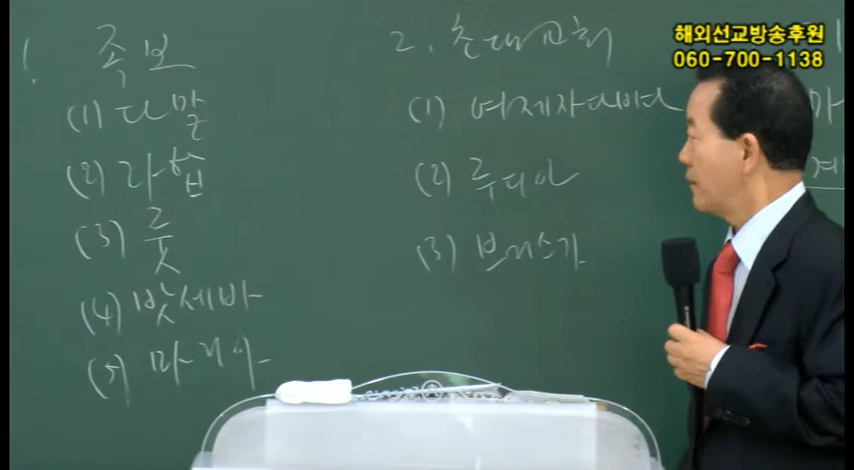 해외선교방송후원
060-700-1138
1. 족보
(1) 다말
(2) 라합
(3) 룻
(4) 밧세바
(5) 마리아
2. 초대교회
(1) 여제자 다비다
(2) 루디아
(3) 브리스가
마
계